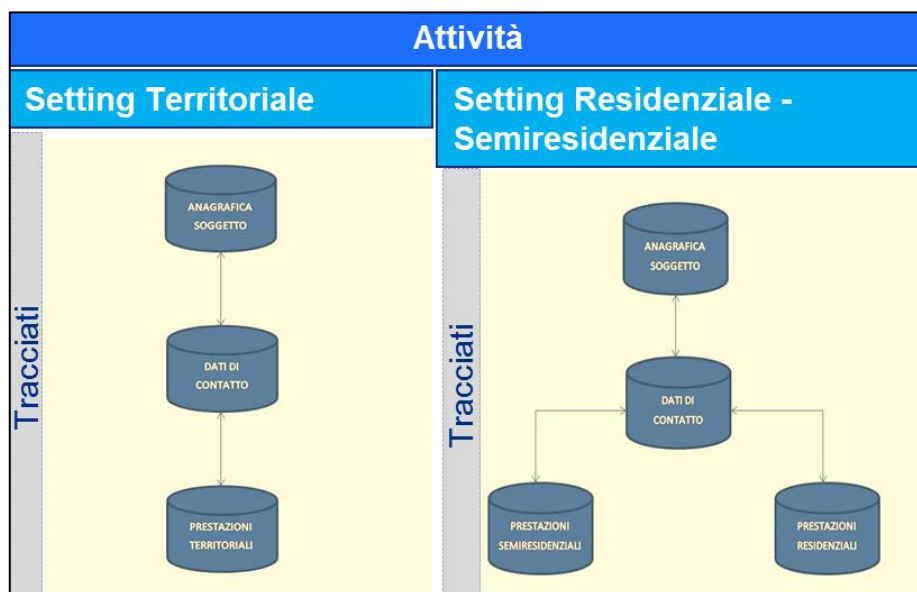 Attività
Setting Territoriale
Tracciati
ANAGRAFICA
SOGGETTO
DATI DI
CONTATTO
PRESTAZIONI
TERRITORIALI
Setting Residenziale -
Semiresidenziale
Tracciati
ANAGRAFICA
SOGGETTO
DATI DI
CONTATTO
PRESTAZIONI
SEMIRESIDENZIALI
PRESTAZIONI
RESIDENZIALI